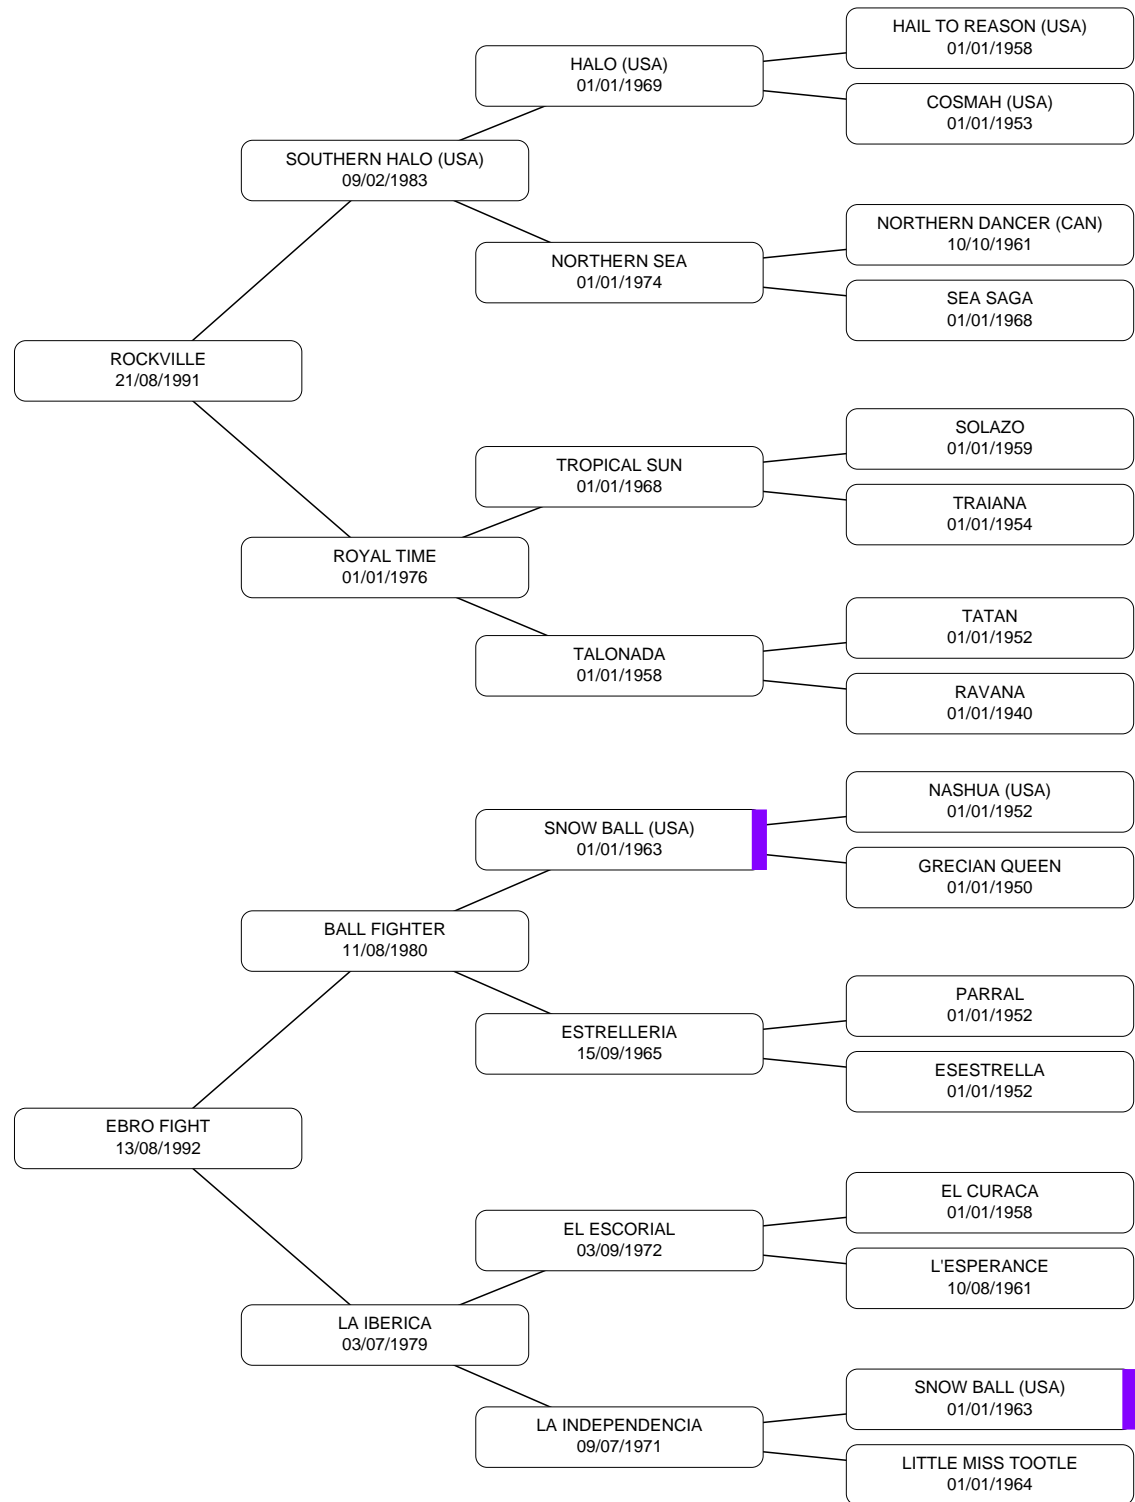 HAIL TO REASON (USA)
01/01/1958
HALO (USA)
01/01/1969
COSMAH (USA)
01/01/1953
SOUTHERN HALO (USA)
09/02/1983
NORTHERN DANCER (CAN)
10/10/1961
NORTHERN SEA
01/01/1974
SEA SAGA
01/01/1968
ROCKVILLE
21/08/1991
SOLAZO
01/01/1959
TROPICAL SUN
01/01/1968
TRAIANA
01/01/1954
ROYAL TIME
01/01/1976
TATAN
01/01/1952
TALONADA
01/01/1958
RAVANA
01/01/1940
NASHUA (USA)
01/01/1952
SNOW BALL (USA)
01/01/1963
GRECIAN QUEEN
01/01/1950
BALL FIGHTER
11/08/1980
PARRAL
01/01/1952
ESTRELLERIA
15/09/1965
ESESTRELLA
01/01/1952
EBRO FIGHT
13/08/1992
EL CURACA
01/01/1958
EL ESCORIAL
03/09/1972
L'ESPERANCE
10/08/1961
LA IBERICA
03/07/1979
SNOW BALL (USA)
01/01/1963
LA INDEPENDENCIA
09/07/1971
LITTLE MISS TOOTLE
01/01/1964